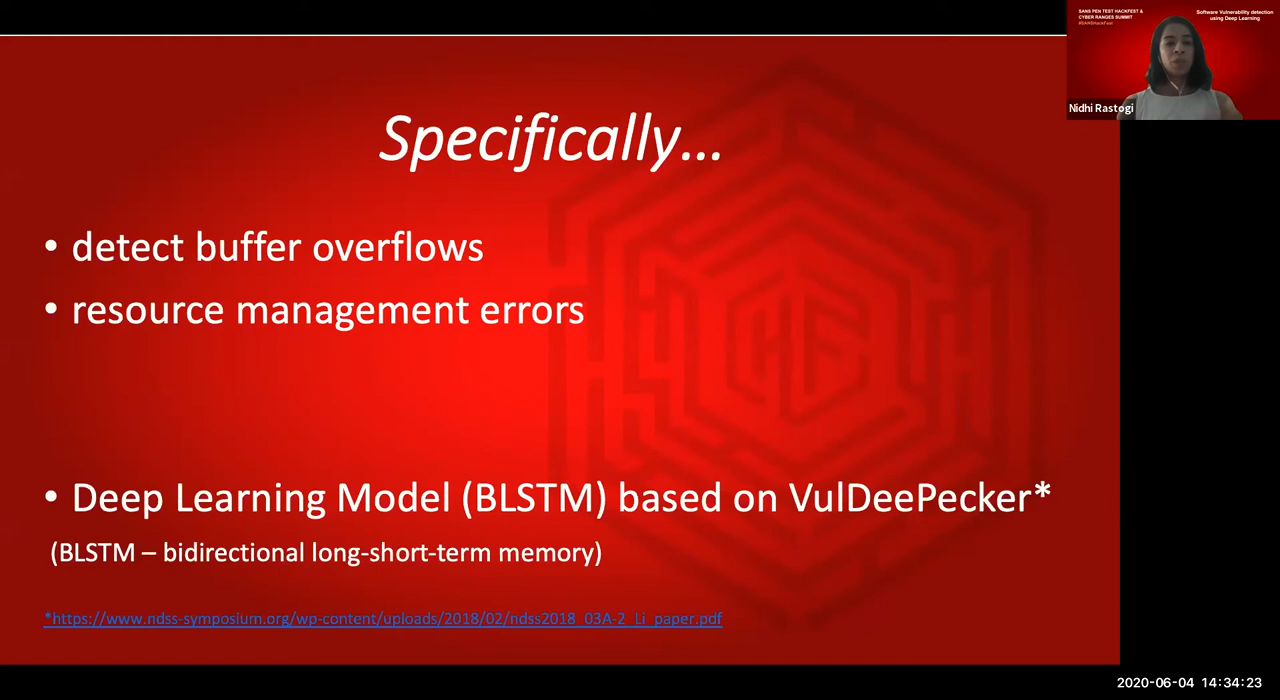 SANS PEN TEST HACKFEST &
CYBER RANGES SUMMIT
#SANSHackFest
Software Vulnerability detection
using Deep Learning
Nidhi Rastogi
Specifically...
• detect buffer overflows
• resource management errors
• Deep Learning Model (BLSTM) based on VulDeePecker*
(BLSTM – bidirectional long-short-term memory)
*https://www.ndss-symposium.org/wp-content/uploads/2018/02/ndss2018_03A-2_Li_paper.pdf
2020-06-04 14:34:23